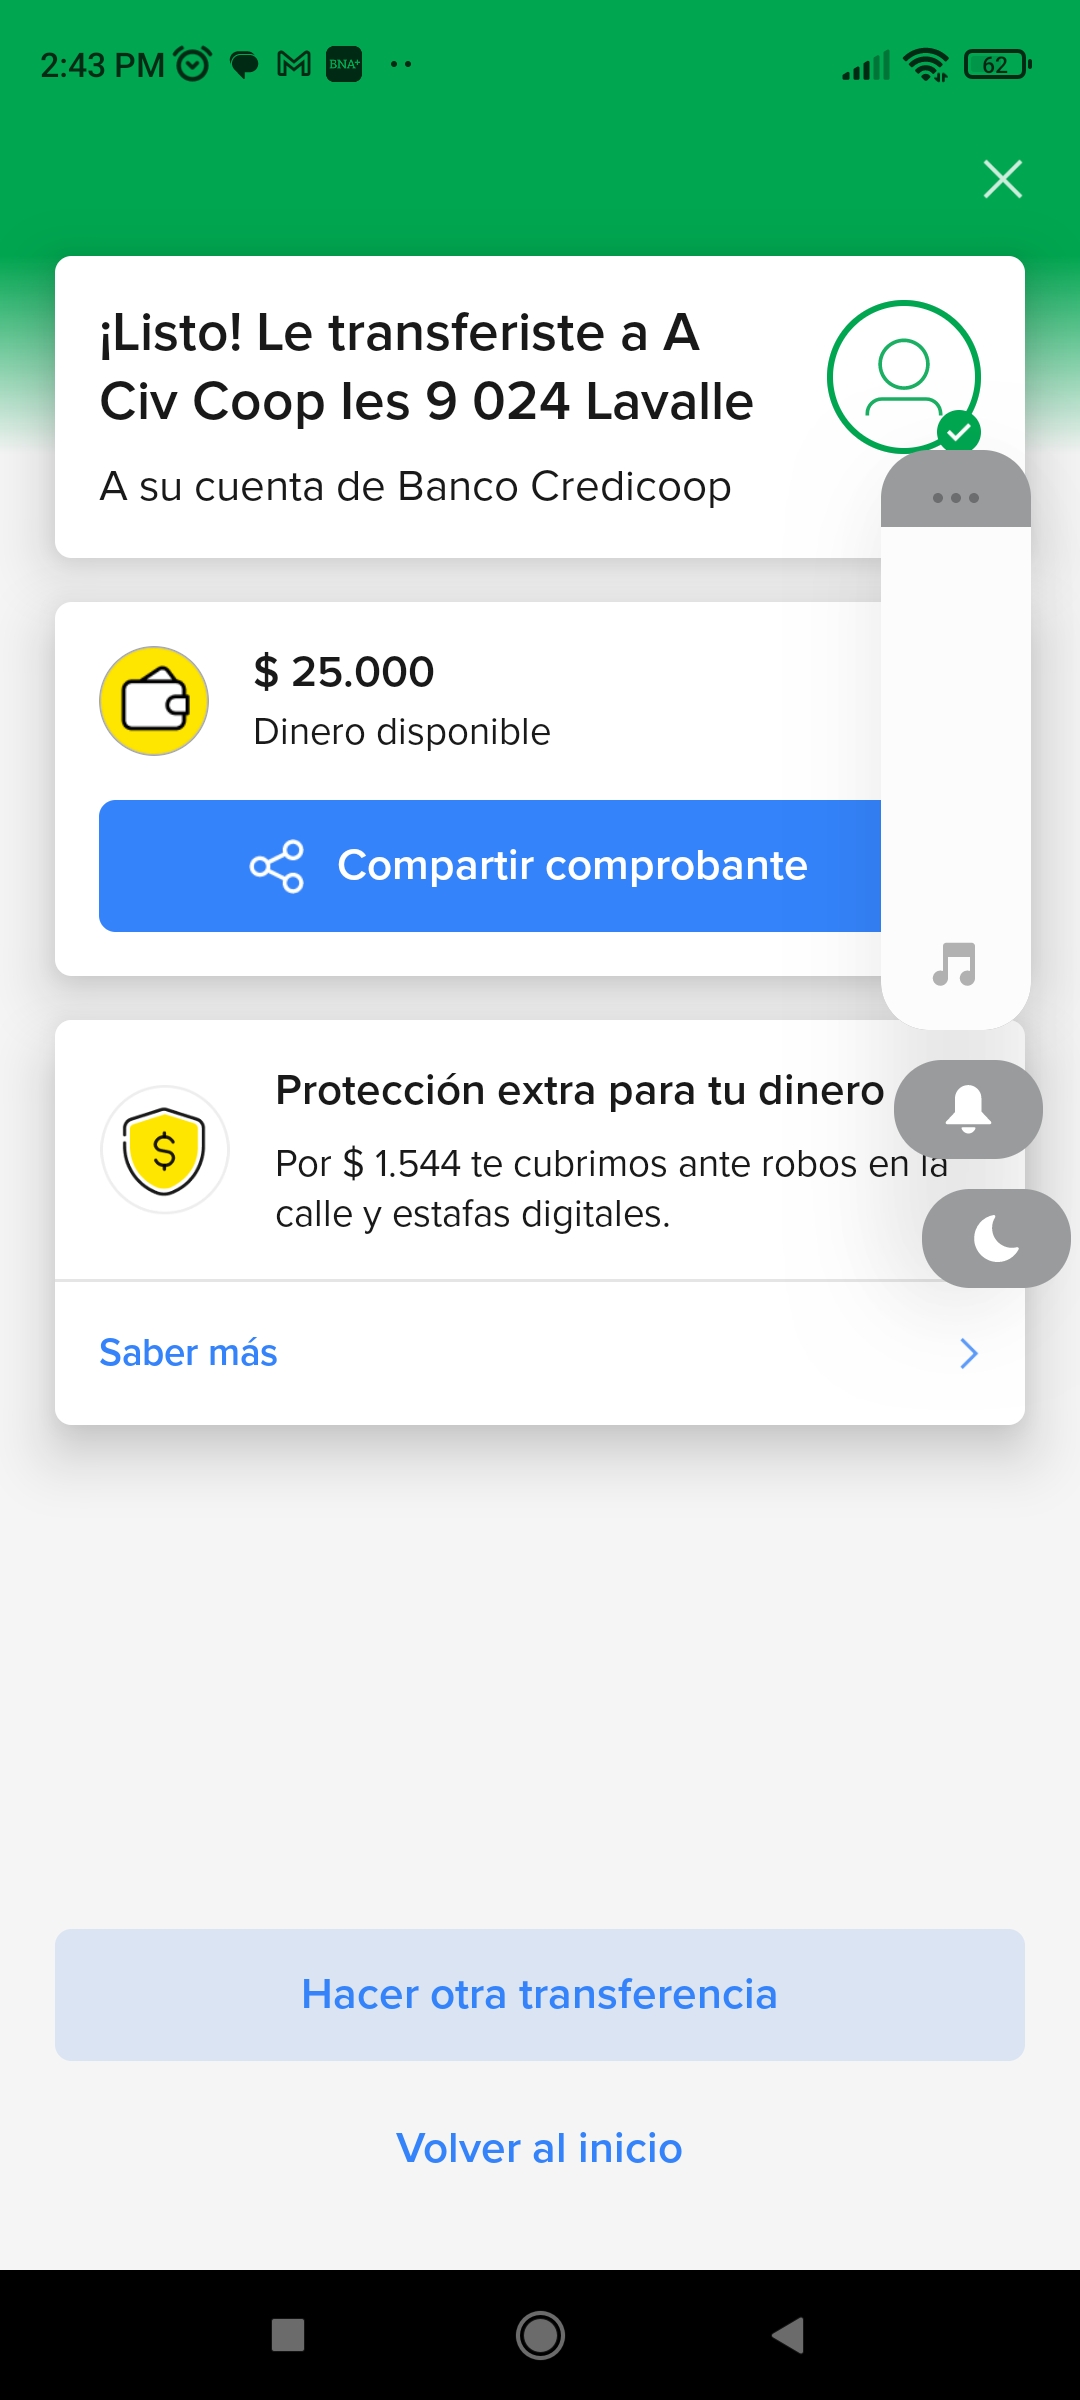 2:43 PM
BNA+
62
¡Listo! Le transferiste a A
Civ Coop Ies 9 024 Lavalle
A su cuenta de Banco Credicoop
$ 25.000
Dinero disponible
Compartir comprobante
Protección extra para tu dinero
Por $ 1.544 te cubrimos ante robos en la
calle y estafas digitales.
Saber más
Hacer otra transferencia
Volver al inicio